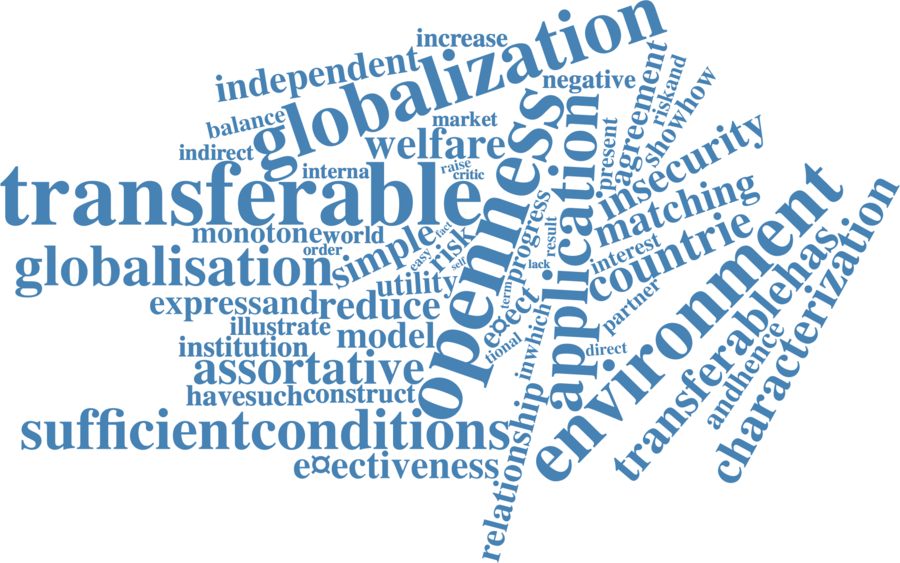 increase
independent
globalization
negative
balance
market
welfare
indirect
interna
raise
critic
transferable
monotone
world
order
fact
simple
easy
risk
self
globalisation
utility
expressand
reduce
illustrate
model
institution
assortative
havesuch
construct
sufficientconditions
e¤ectiveness
openness
progress
result
lack
term
e¤ect
tional
inwhich
relationship
application
present
agreement
riskand
showhow
insecurity
matching
interest
countrie
partner
direct
environment
transferablehas
andhence
characterization